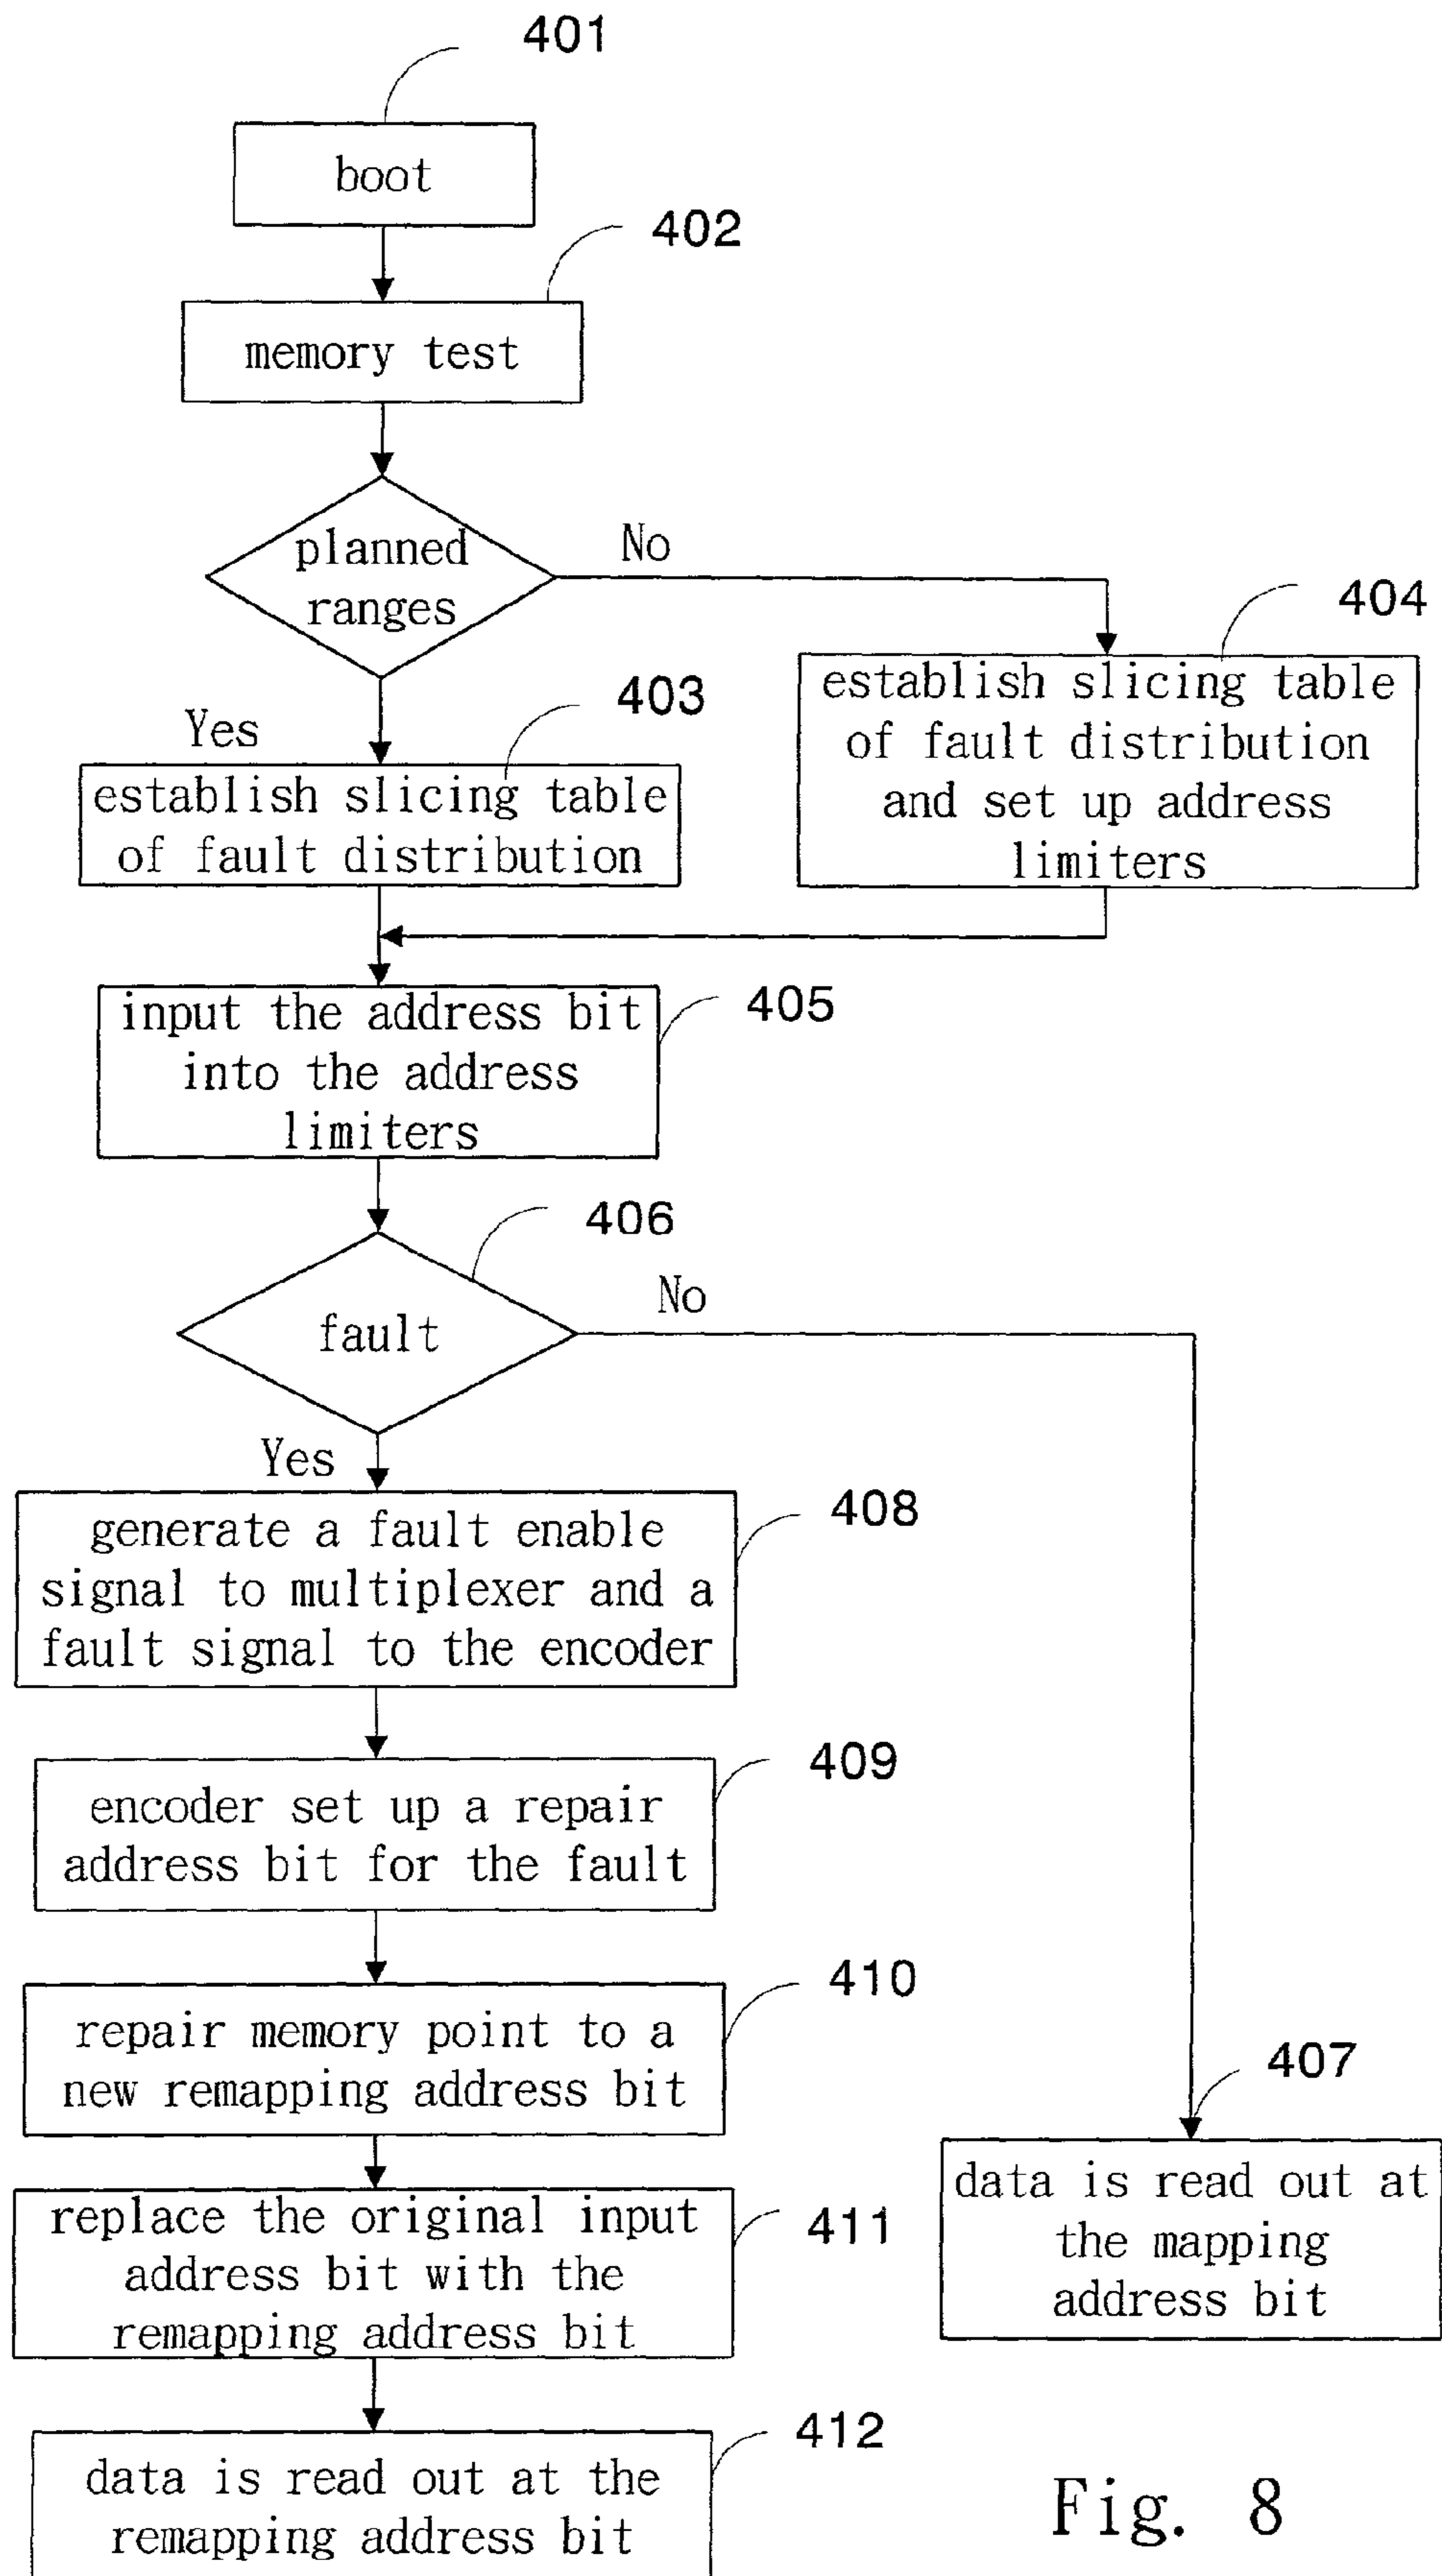 401
boot
402
memory test
planned
ranges
No
404
establish slicing table
of fault distribution
and set up address
limiters
Yes
403
establish slicing table
of fault distribution
input the address bit
into the address
limiters
405
406
fault
No
Yes
generate a fault enable
signal to multiplexer and a
fault signal to the encoder
408
encoder set up a repair
address bit for the fault
409
repair memory point to a
new remapping address bit
410
407
data is read out at
the mapping
address bit
replace the original input
address bit with the
remapping address bit
411
412
data is read out at the
remapping address bit
Fig. 8